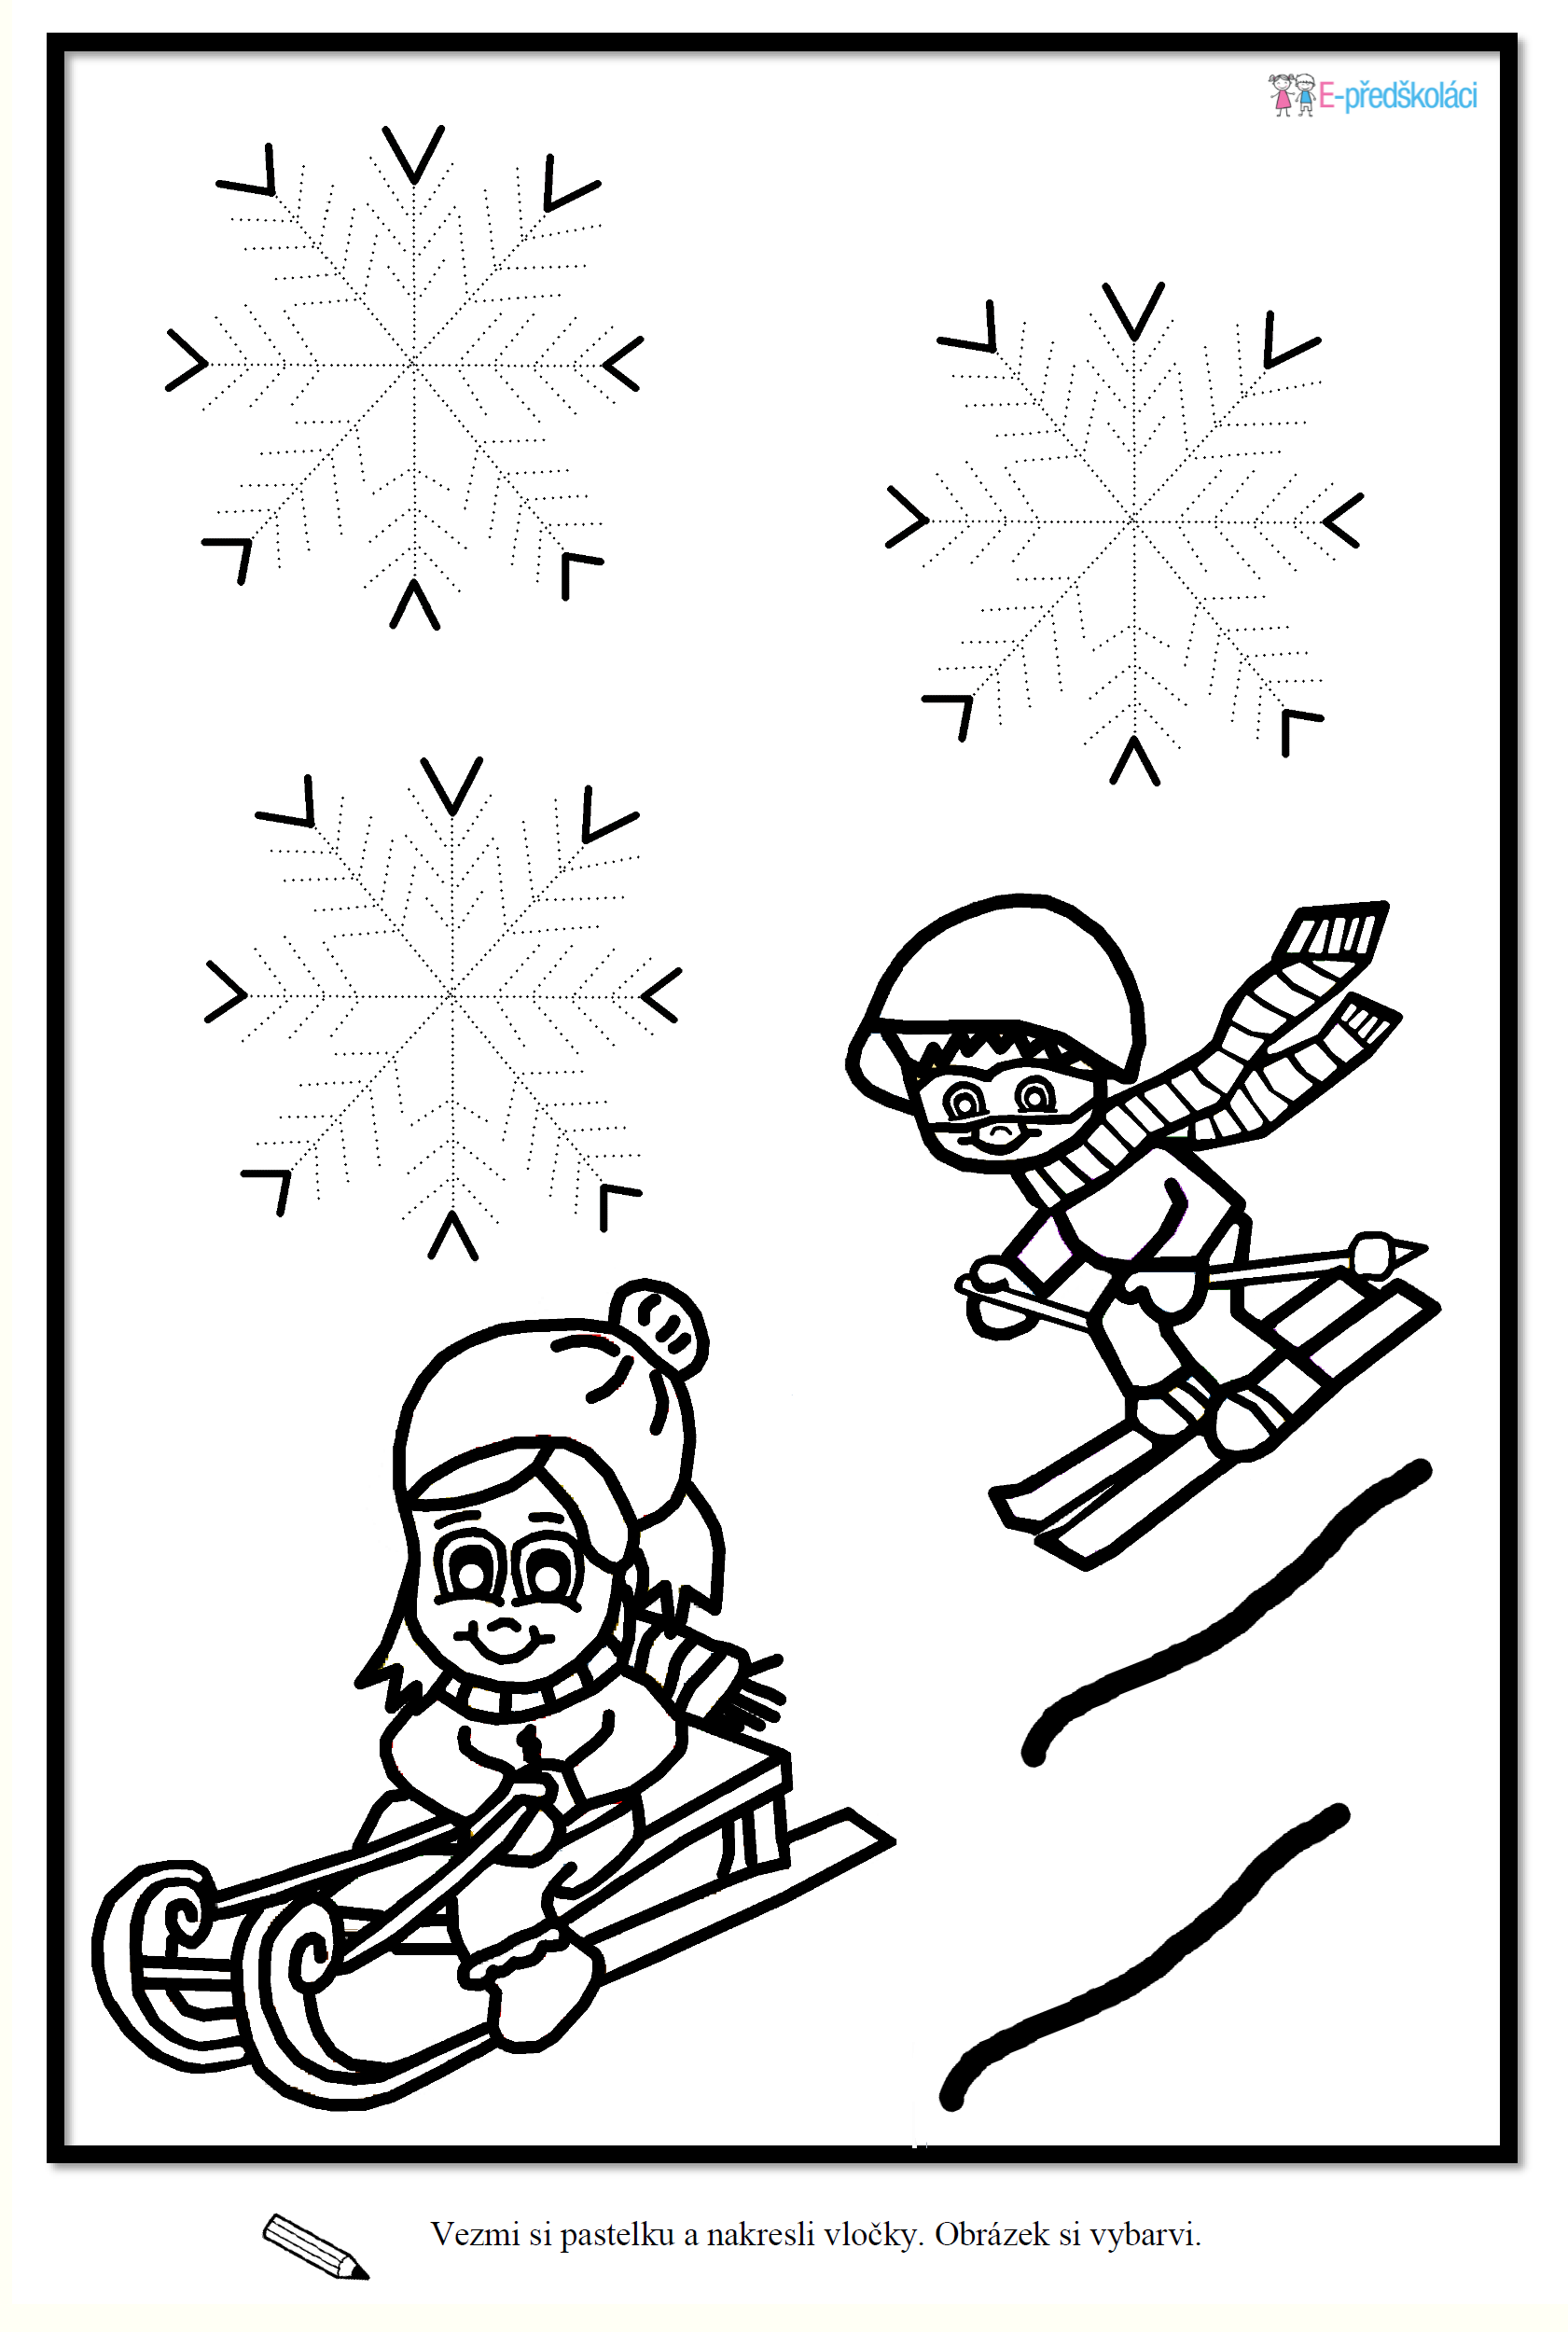 E-předškoláci
Vezmi si pastelku a nakresli vločky. Obrázek si vybarvi.